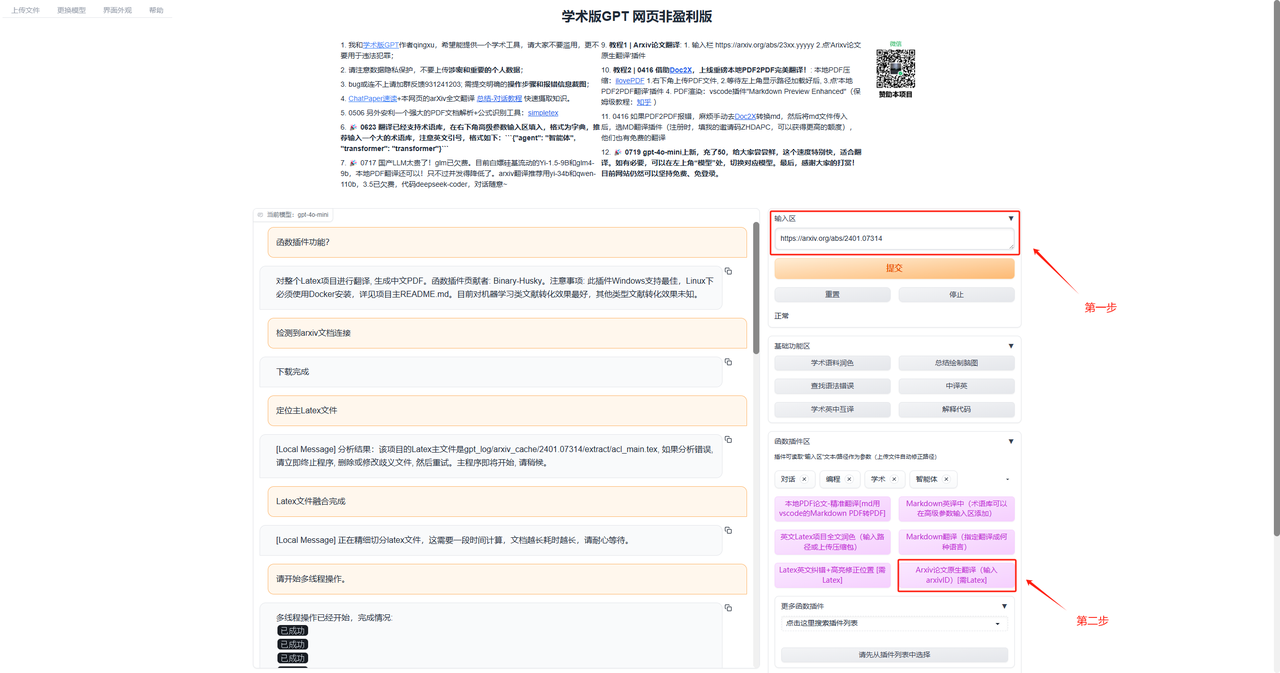 上传文件
更换模型
界面外观
帮助
学术版GPT 网页非盈利版
1. 我和学术版GPT作者qingxu，希望能提供一个学术工具，请大家不要滥用，更不
要用于违法犯罪；
2. 请注意数据隐私保护，不要上传涉密和重要的个人数据；
3. bug或连不上请加群反馈931241203; 需提交明确的操作步骤和报错信息截图；
4. ChatPaper速读+本网页的arXiv全文翻译 总结-对话教程 快速摄取知识。
5. 0506 另外安利一个强大的PDF文档解析+公式识别工具：simpletex
6. 🎉 0623 翻译已经支持术语库，在右下角高级参数输入区填入，格式为字典，推
荐输入一个大的术语库，注意英文引号，格式如下：```{"agent": "智能体",
"transformer": "transformer"}```
7. 🎉 0717 国产LLM太贵了！glm已欠费。目前白嫖硅基流动的Yi-1.5-9B和glm4-
9b，本地PDF翻译还可以！只不过并发得降低了。arxiv翻译推荐用yi-34b和qwen-
110b，3.5已欠费，代码deepseek-coder，对话随意~
9. 教程1 | Arxiv论文翻译: 1. 输入栏 https://arxiv.org/abs/23xx.yyyyy 2.点'Arixv论文
原生翻译'插件
10. 教程2 | 0416 借助Doc2X，上线重磅本地PDF2PDF完美翻译！: 本地PDF压
缩：ilovePDF 1.右下角上传PDF文件, 2.等待左上角显示路径加载好后, 3.点'本地
PDF2PDF翻译'插件 4. PDF渲染：vscode插件"Markdown Preview Enhanced"（保
姆级教程：知乎 ）
11. 0416 如果PDF2PDF报错，麻烦手动去Doc2X转换md，然后将md文件传入
后，选MD翻译插件（注册时，填我的邀请码ZHDAPC，可以获得更高的额度），
他们也有免费的翻译
12. 🎉 0719 gpt-4o-mini上新，充了50，给大家尝尝鲜，这个速度特别快，适合翻
译。如有必要，可以在左上角“模型”处，切换对应模型。最后，感谢大家的打赏！
目前网站仍然可以坚持免费、免登录。
微信
赞助本项目
当前模型：gpt-4o-mini
函数插件功能？
对整个Latex项目进行翻译, 生成中文PDF。函数插件贡献者: Binary-Husky。注意事项: 此插件Windows支持最佳，Linux下
必须使用Docker安装，详见项目主README.md。目前对机器学习类文献转化效果最好，其他类型文献转化效果未知。
检测到arxiv文档连接
下载完成
定位主Latex文件
[Local Message] 分析结果：该项目的Latex主文件是gpt_log/arxiv_cache/2401.07314/extract/acl_main.tex, 如果分析错误,
请立即终止程序, 删除或修改歧义文件, 然后重试。主程序即将开始, 请稍候。
Latex文件融合完成
[Local Message] 正在精细切分latex文件，这需要一段时间计算，文档越长耗时越长，请耐心等待。
请开始多线程操作。
多线程操作已经开始，完成情况:
已成功
已成功
已成功
输入区
https://arxiv.org/abs/2401.07314
提交
重置
停止
正常
第一步
基础功能区
学术语料润色
总结绘制脑图
查找语法错误
中译英
学术英中互译
解释代码
函数插件区
插件可读取“输入区”文本/路径作为参数（上传文件自动修正路径）
对话 ×
编程 ×
学术 ×
智能体 ×
本地PDF论文-精准翻译[md用
vscode的Markdown PDF转PDF]
Markdown英译中（术语库可以
在高级参数输入区添加）
英文Latex项目全文润色（输入路
径或上传压缩包）
Markdown翻译（指定翻译成何
种语言）
Latex英文纠错+高亮修正位置 [需
Latex]
Arxiv论文原生翻译（输入
arxivID）[需Latex]
第二步
更多函数插件
点击这里搜索插件列表
请先从插件列表中选择